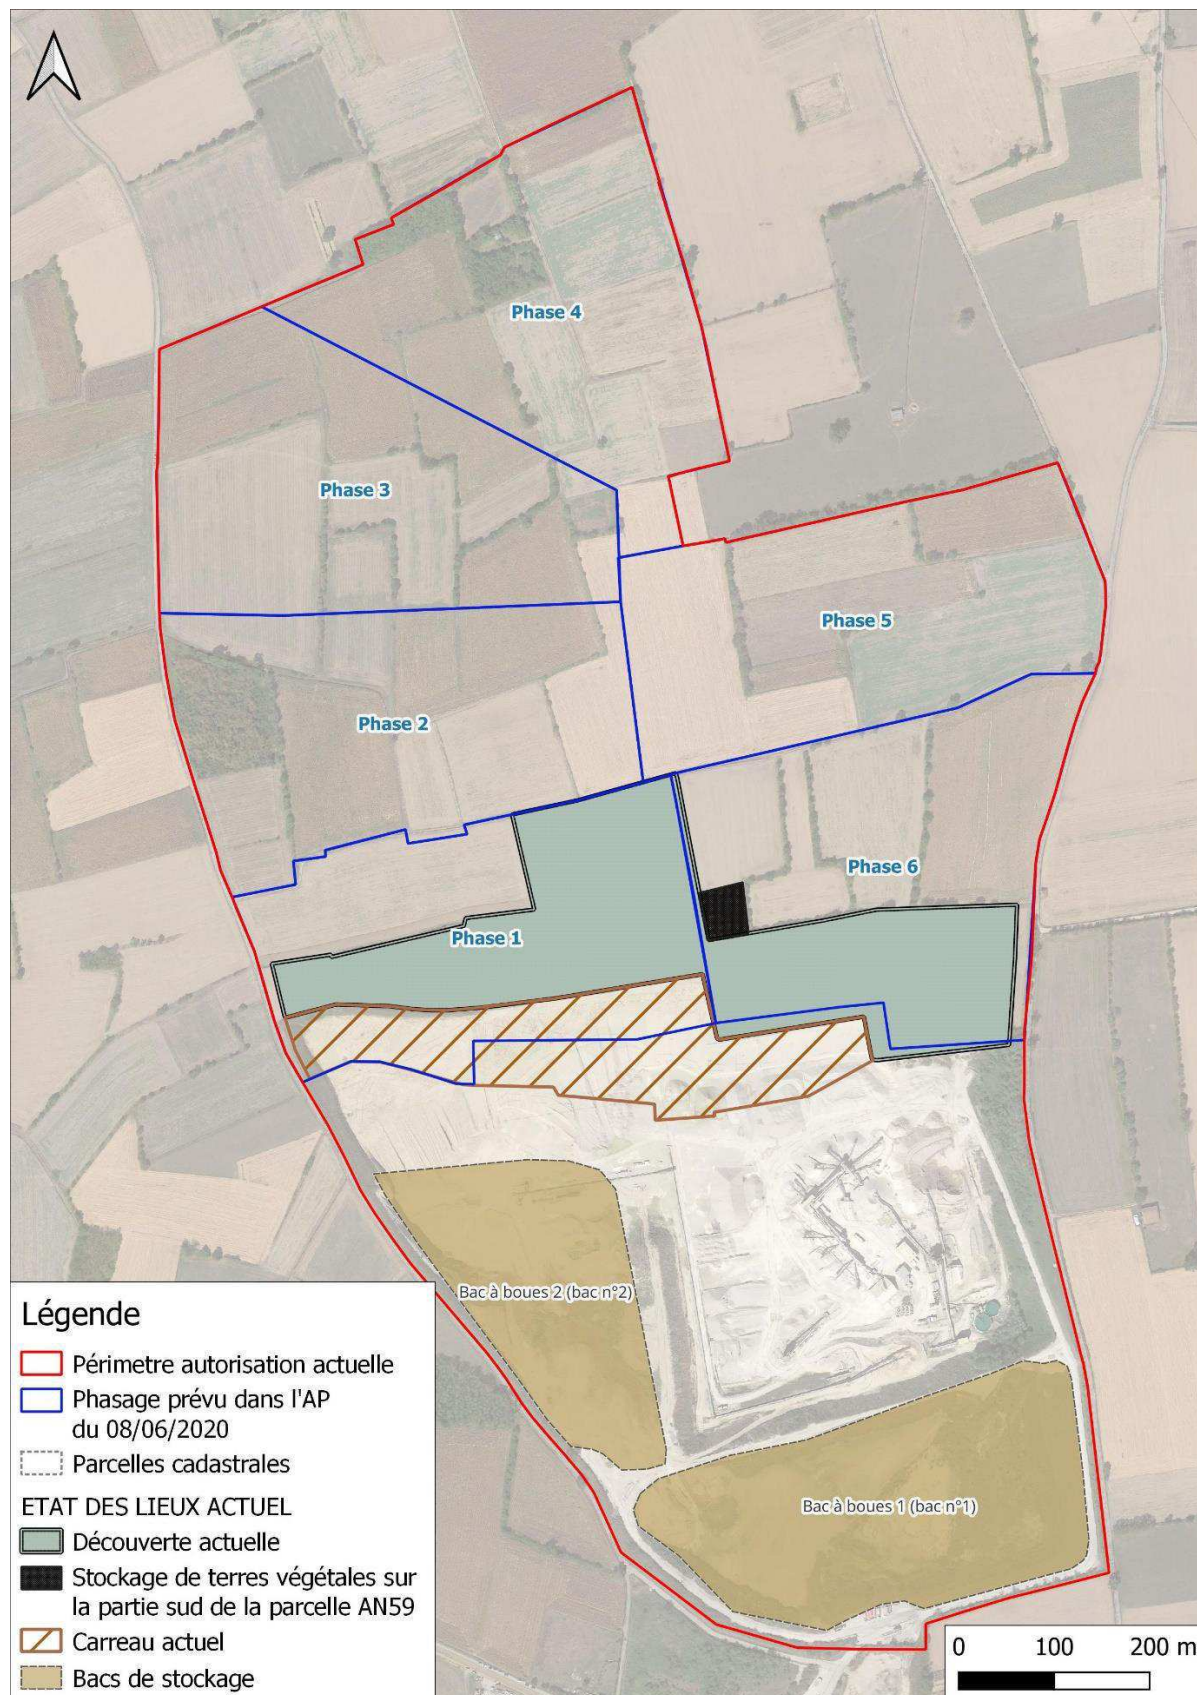 Phase 4
Phase 3
Phase 5
Phase 2
Phase 6
Phase 1
Bac à boues 2 (bac n°2)
Bac à boues 1 (bac n°1)
Légende
Périmetre autorisation actuelle
Phasage prévu dans l'AP
du 08/06/2020
Parcelles cadastrales
ETAT DES LIEUX ACTUEL
Découverte actuelle
Stockage de terres végétales sur
la partie sud de la parcelle AN59
Carreau actuel
Bacs de stockage
0 100 200 m